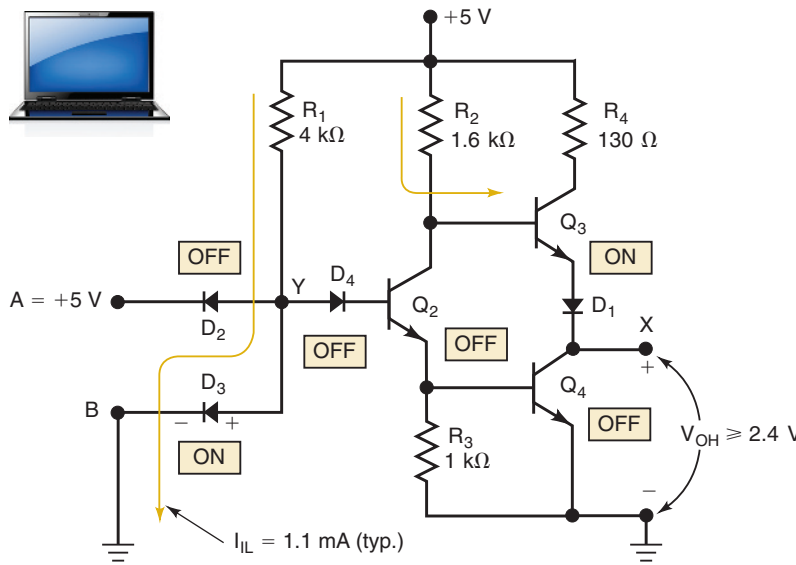 +5 V
R1
4 kΩ
R2
1.6 kΩ
R4
130 Ω
Q3
OFF
ON
A = +5 V
Y
D4
D1
D2
Q2
X
OFF
OFF
+
D3
Q4
B
−
+
OFF
VOH ⩾ 2.4 V
ON
R3
1 kΩ
−
IIL = 1.1 mA (typ.)